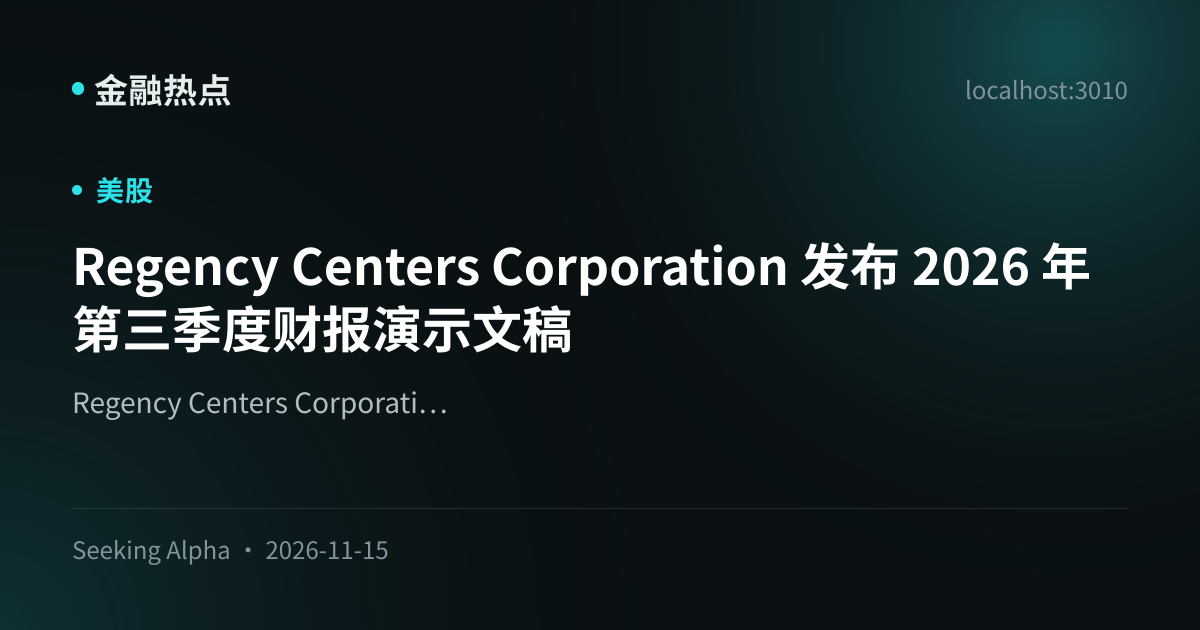 金融热点
localhost:3010
美股
Regency Centers Corporation 发布 2026 年
第三季度财报演示文稿
Regency Centers Corporati…
Seeking Alpha · 2026-11-15